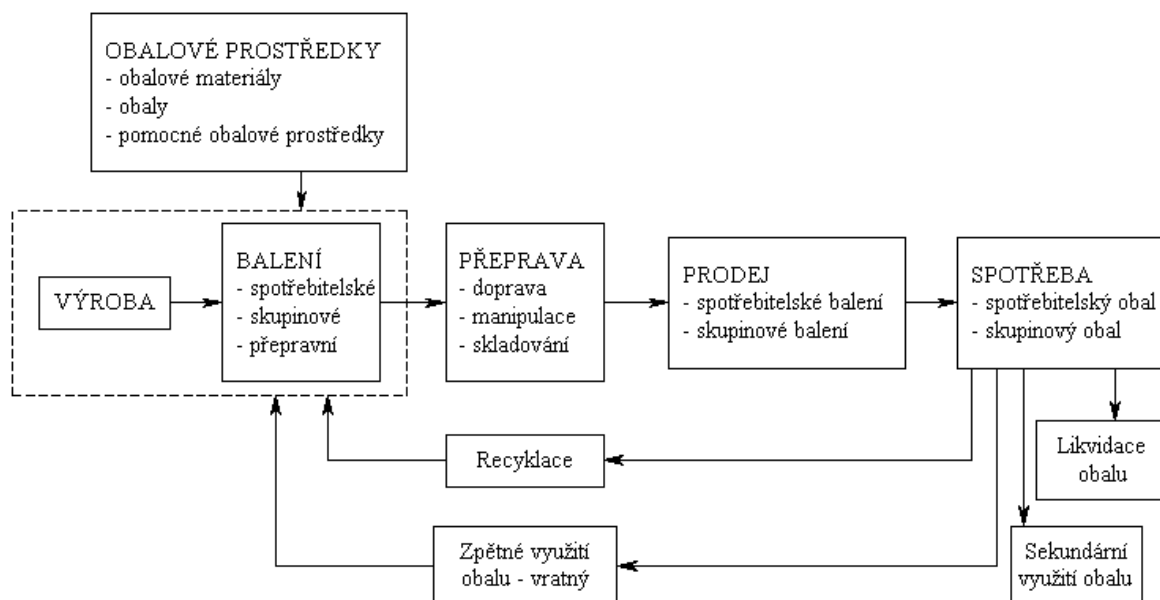 OBALOVÉ PROSTŘEDKY
- obalové materiály
- obaly
- pomocné obalové prostředky
VÝROBA
BALENÍ
- spotřebitelské
- skupinové
- přepravní
PŘEPRAVA
- doprava
- manipulace
- skladování
PRODEJ
- spotřebitelské balení
- skupinové balení
SPOTŘEBA
- spotřebitelský obal
- skupinový obal
Recyklace
Likvidace
obalu
Zpětné využití
obalu - vratný
Sekundární
využití obalu